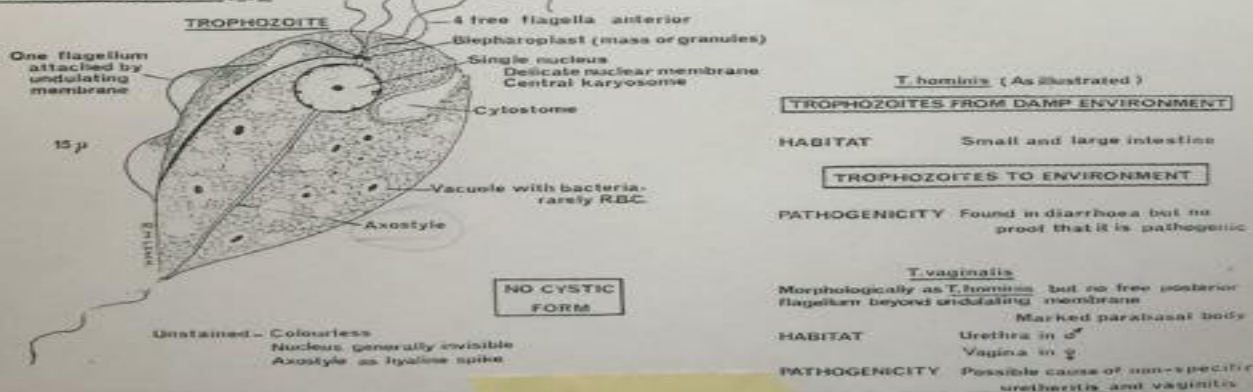 TROPHOZOITE
4 free flagella anterior
Blepharoplast (mass or granules)
One flagellum
attached by
undulating
membrane
Single nucleus
Delicate nuclear membrane
Central karyosome
Cytostome
15 µ
Vacuole with bacteria-
rarely R.B.C.
Axostyle
NO CYSTIC
FORM
Unstained - Colourless
Nucleus generally invisible
Axostyle as hyaline spike
T. hominis (As illustrated)
TROPHOZOITES FROM DAMP ENVIRONMENT
HABITAT Small and large intestine
TROPHOZOITES TO ENVIRONMENT
PATHOGENICITY Found in diarrhoea but no
proof that it is pathogenic
T. vaginalis
Morphologically as T. hominis but no free posterior
flagellum beyond undulating membrane
Marked parabasal body
HABITAT Urethra in ♂
Vagina in ♀
PATHOGENICITY Possible cause of non-specific
urethritis and vaginitis